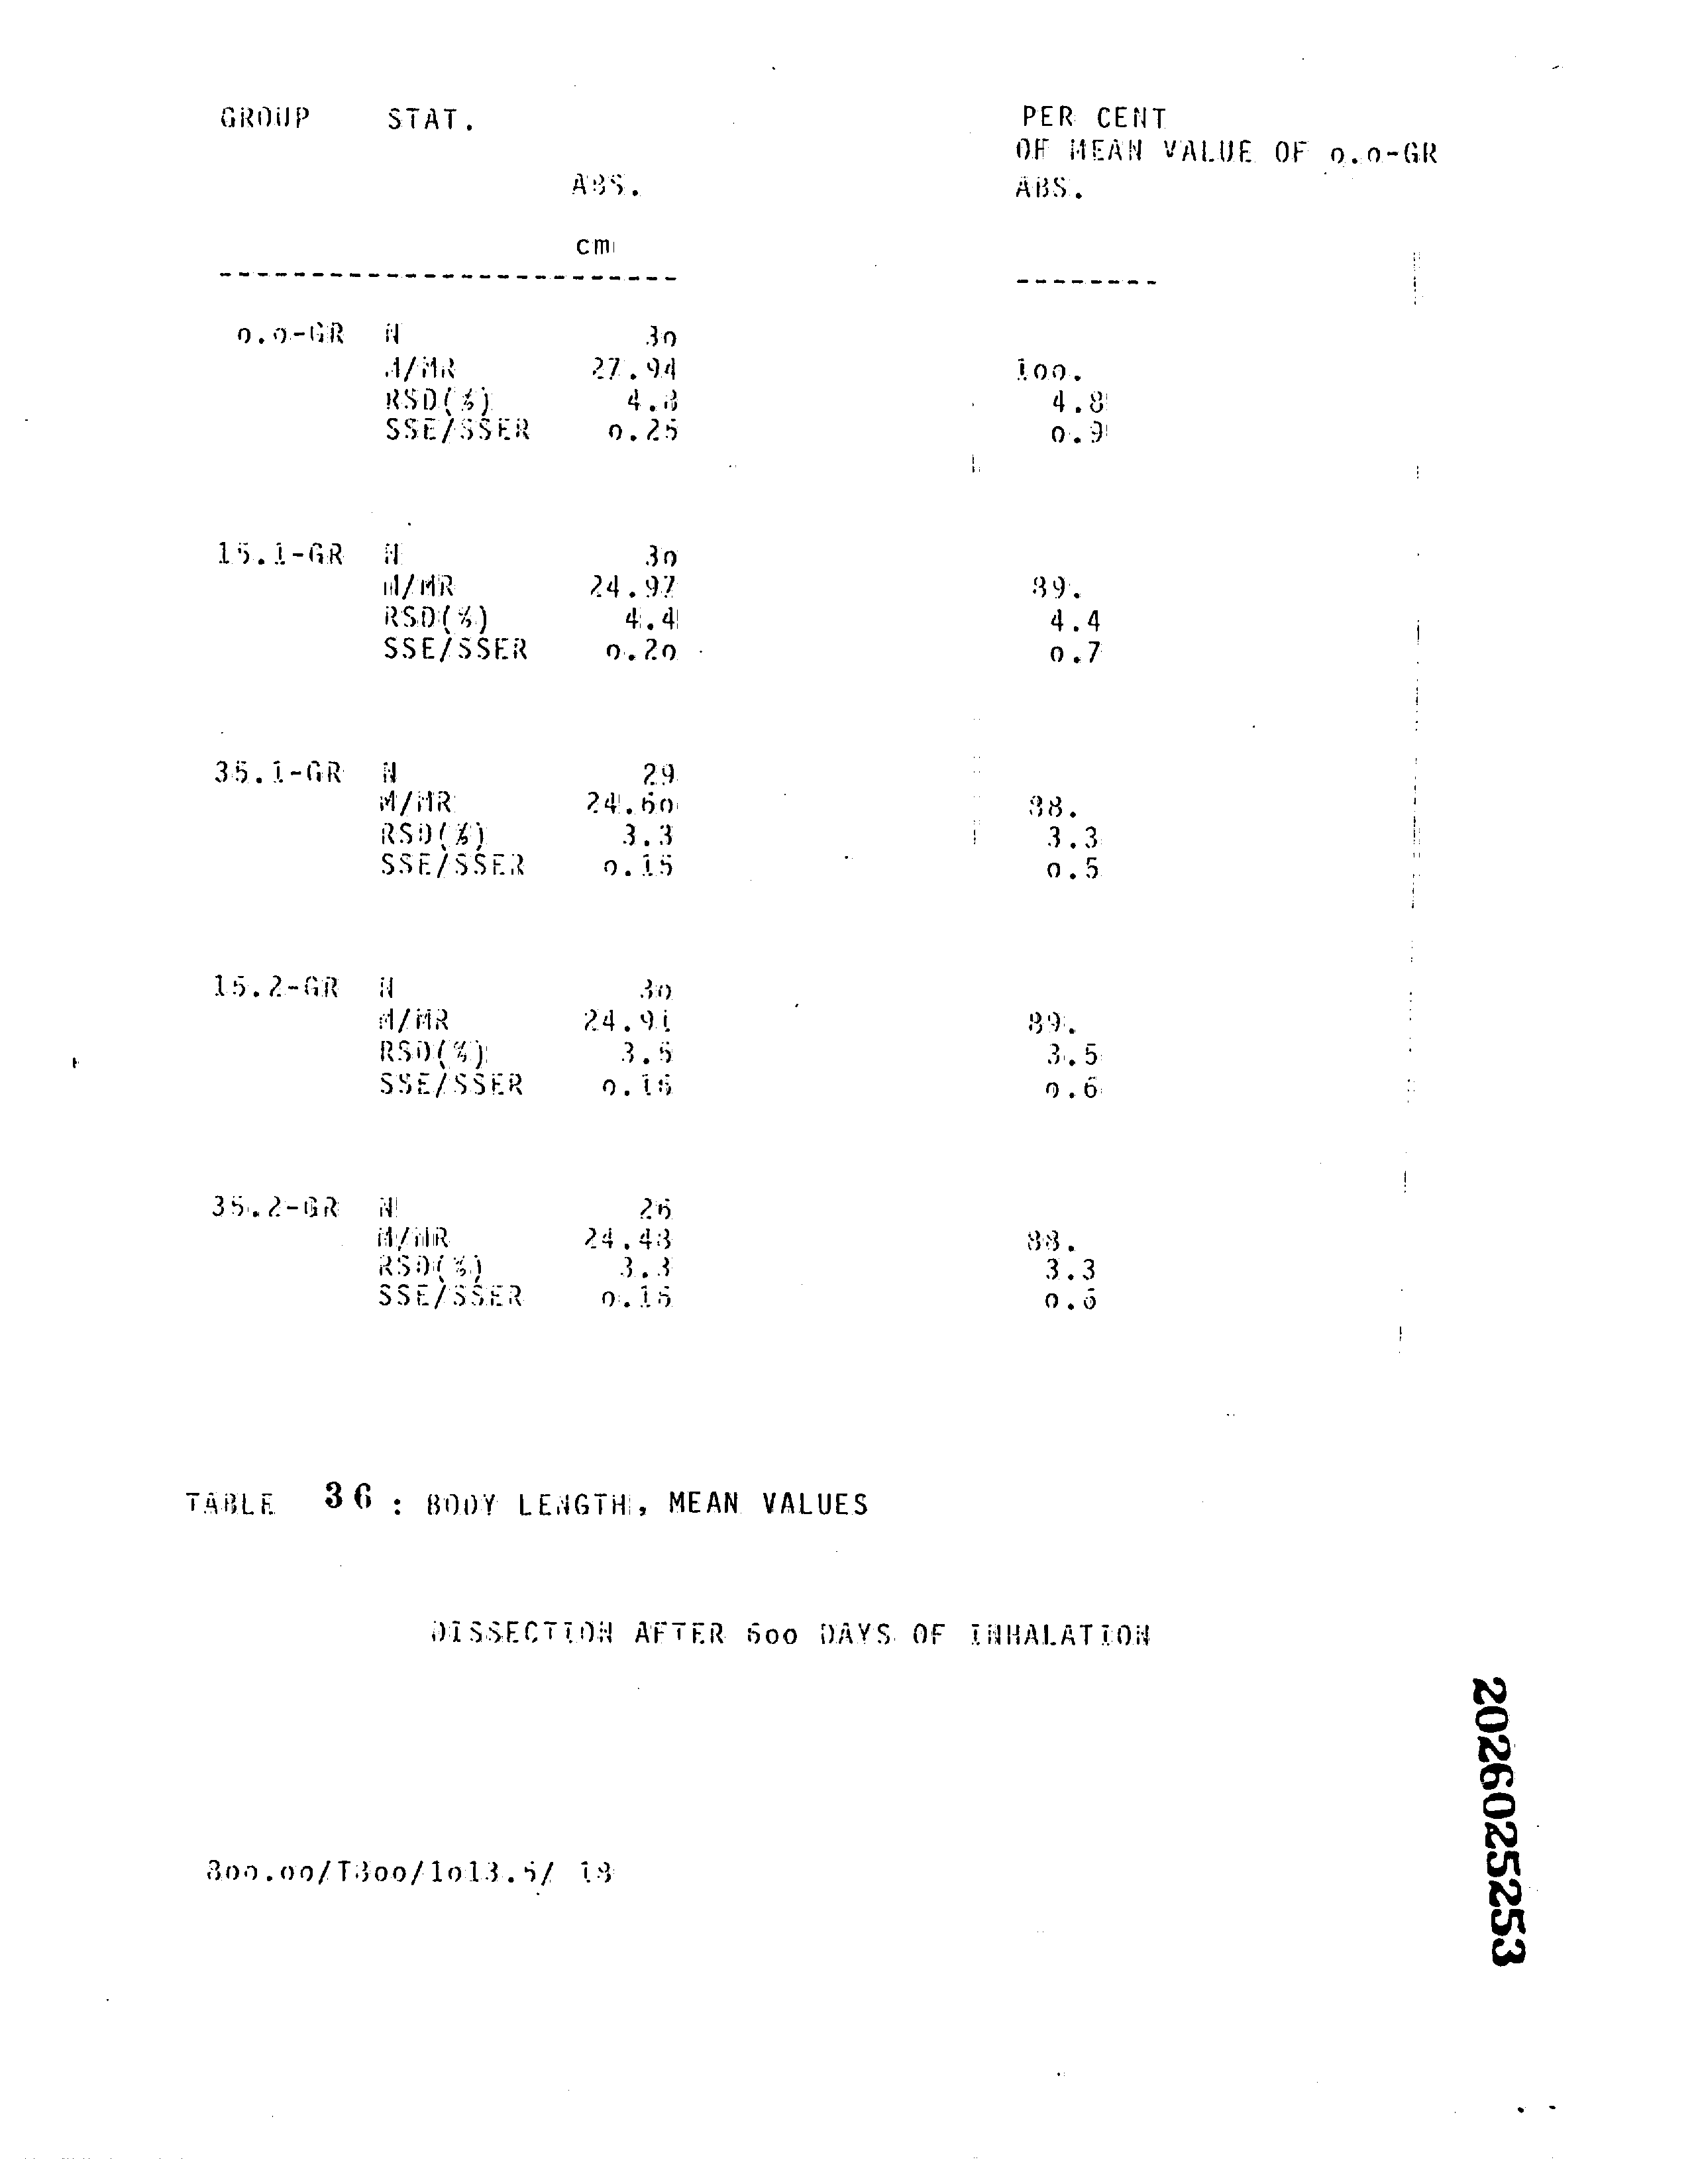 GROUP STAT. PER CENT
OF MEAN VALUE OF o.o-GR
ABS. ABS.
cm
-------------------------- --------
o.o-GR N 3o
M/MR 27.94 1oo.
RSD(%) 4.8 4.8
SSE/SSER o.25 o.9
15.1-GR N 3o
M/MR 24.97 89.
RSD(%) 4.4 4.4
SSE/SSER o.2o o.7
35.1-GR N 29
M/MR 24.6o 88.
RSD(%) 3.3 3.3
SSE/SSER o.15 o.5
15.2-GR N 3o
M/MR 24.91 89.
RSD(%) 3.5 3.5
SSE/SSER o.16 o.6
35.2-GR N 26
M/MR 24.48 88.
RSD(%) 3.3 3.3
SSE/SSER o.16 o.6
TABLE 36 : BODY LENGTH, MEAN VALUES
DISSECTION AFTER 6oo DAYS OF INHALATION
2026025253
8oo.oo/T3oo/1o13.5/ 18